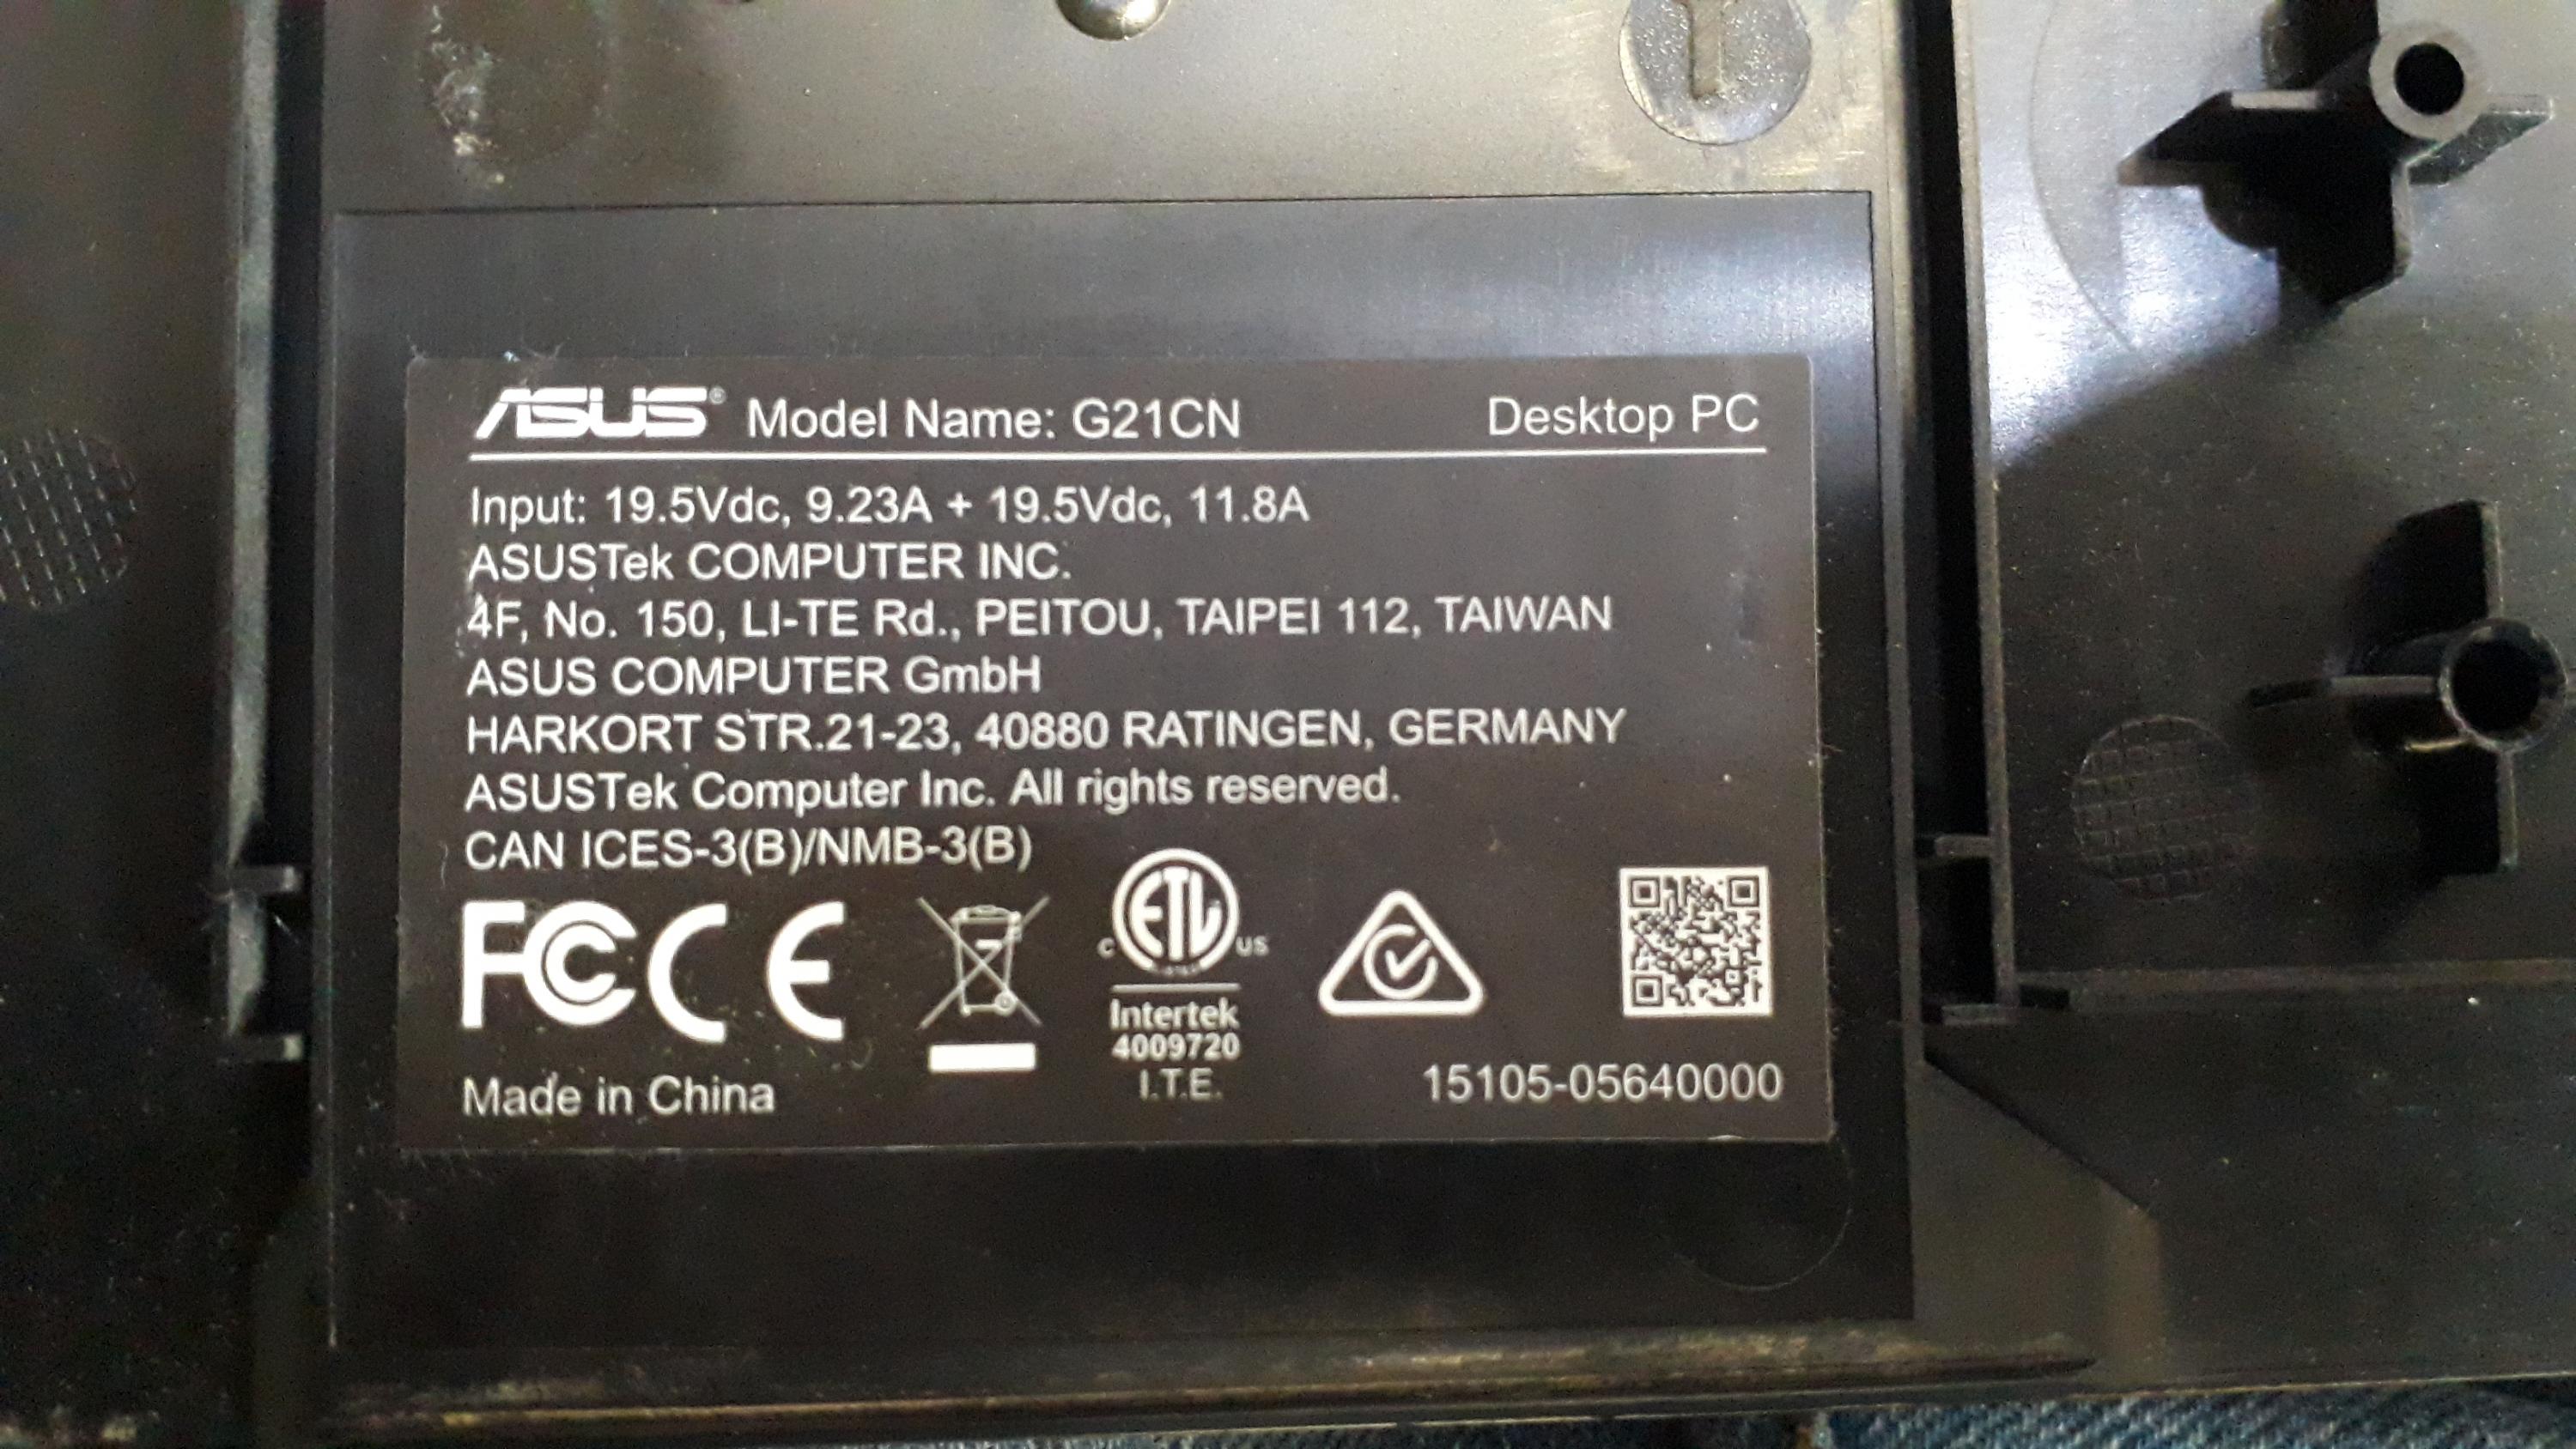 ASUS® Model Name: G21CN Desktop PC
Input: 19.5Vdc, 9.23A + 19.5Vdc, 11.8A
ASUSTek COMPUTER INC.
4F, No. 150, LI-TE Rd., PEITOU, TAIPEI 112, TAIWAN
ASUS COMPUTER GmbH
HARKORT STR.21-23, 40880 RATINGEN, GERMANY
ASUSTek Computer Inc. All rights reserved.
CAN ICES-3(B)/NMB-3(B)
FC CE
C ETL US
Intertek
4009720
I.T.E.
Made in China
15105-05640000